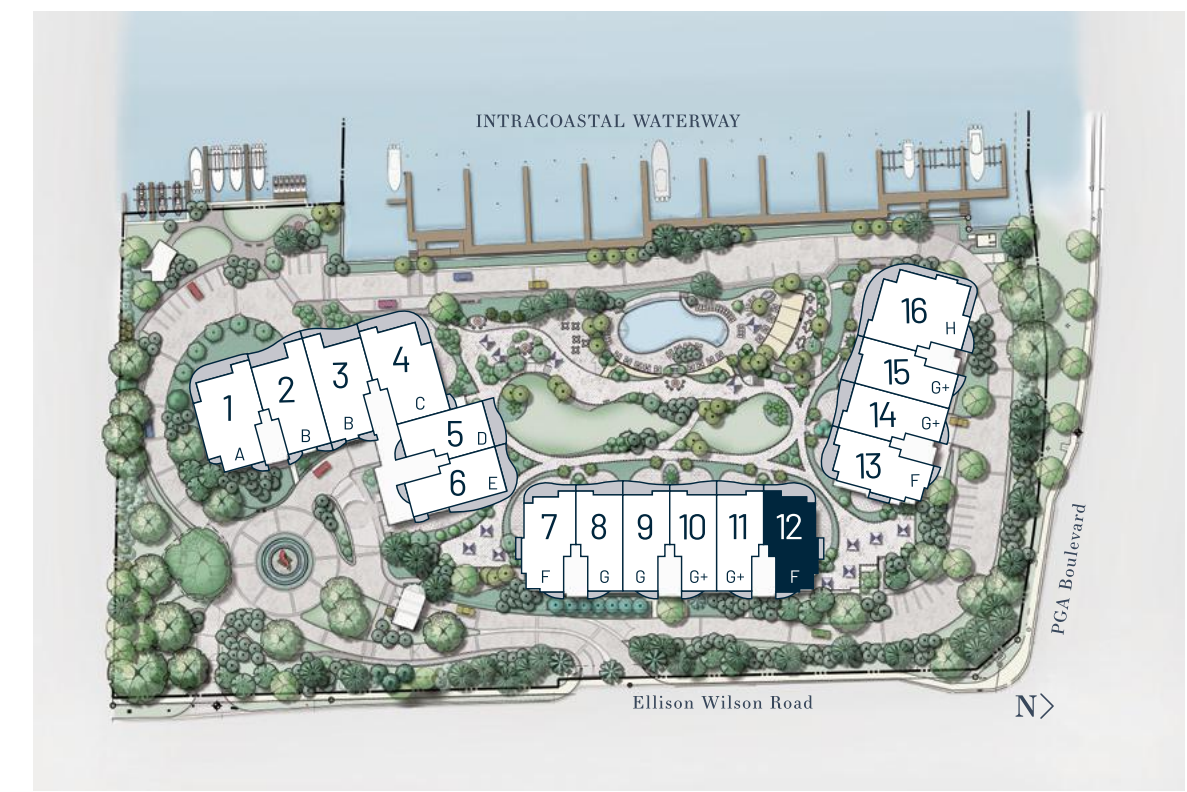 INTRACOASTAL WATERWAY
16
H
15
G+
14
G+
13
F
1
A
2
B
3
B
4
C
5
D
6
E
7
F
8
G
9
G
10
G+
11
G+
12
F
PGA Boulevard
Ellison Wilson Road
N